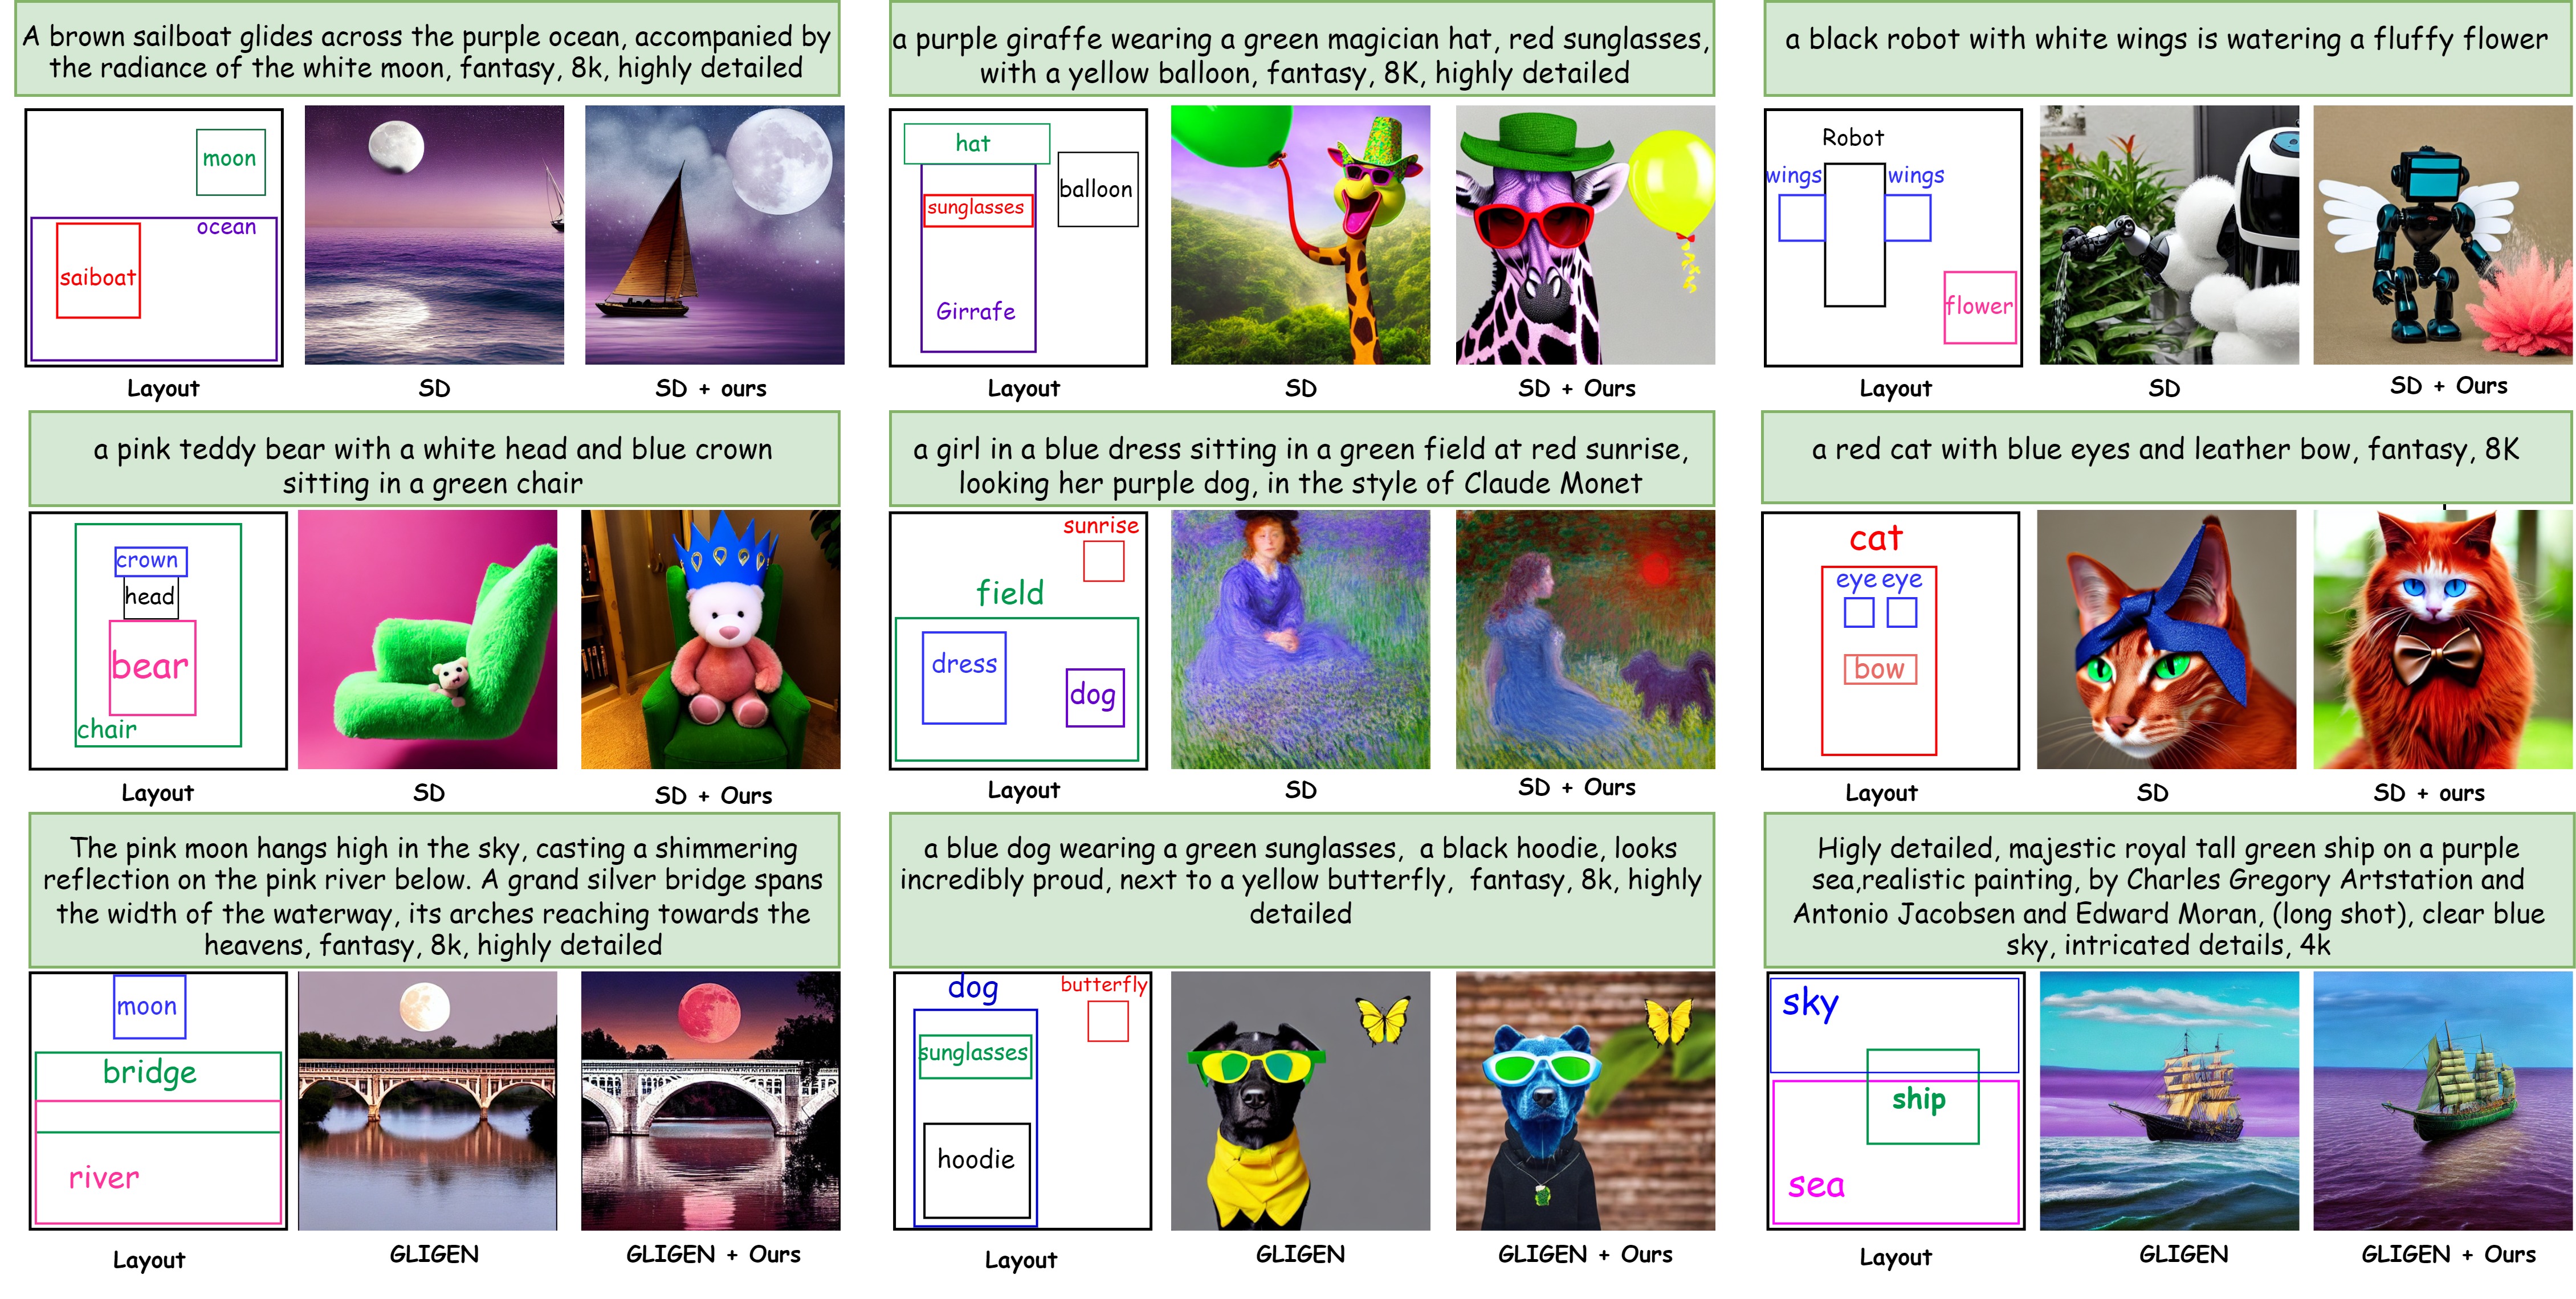 A brown sailboat glides across the purple ocean, accompanied by
the radiance of the white moon, fantasy, 8k, highly detailed
moon
ocean
saiboat
Layout
SD
SD + ours
a purple giraffe wearing a green magician hat, red sunglasses,
with a yellow balloon, fantasy, 8K, highly detailed
hat
balloon
sunglasses
Girrafe
Layout
SD
SD + Ours
a black robot with white wings is watering a fluffy flower
Robot
wings
wings
flower
Layout
SD
SD + Ours
a pink teddy bear with a white head and blue crown
sitting in a green chair
crown
head
bear
chair
Layout
SD
SD + Ours
a girl in a blue dress sitting in a green field at red sunrise,
looking her purple dog, in the style of Claude Monet
sunrise
field
dress
dog
Layout
SD
SD + Ours
a red cat with blue eyes and leather bow, fantasy, 8K
cat
eye eye
bow
Layout
SD
SD + ours
The pink moon hangs high in the sky, casting a shimmering
reflection on the pink river below. A grand silver bridge spans
the width of the waterway, its arches reaching towards the
heavens, fantasy, 8k, highly detailed
moon
bridge
river
Layout
GLIGEN
GLIGEN + Ours
a blue dog wearing a green sunglasses, a black hoodie, looks
incredibly proud, next to a yellow butterfly, fantasy, 8k, highly
detailed
dog
butterfly
sunglasses
hoodie
Layout
GLIGEN
GLIGEN + Ours
Higly detailed, majestic royal tall green ship on a purple
sea,realistic painting, by Charles Gregory Artstation and
Antonio Jacobsen and Edward Moran, (long shot), clear blue
sky, intricated details, 4k
sky
ship
sea
Layout
GLIGEN
GLIGEN + Ours